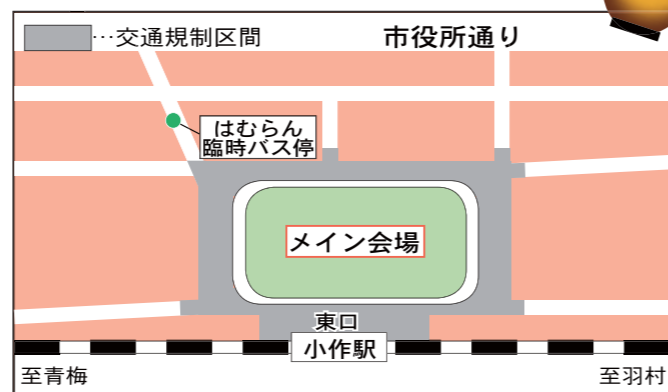 …交通規制区間
市役所通り
はむらん
臨時バス停
メイン会場
東口
小作駅
至青梅
至羽村